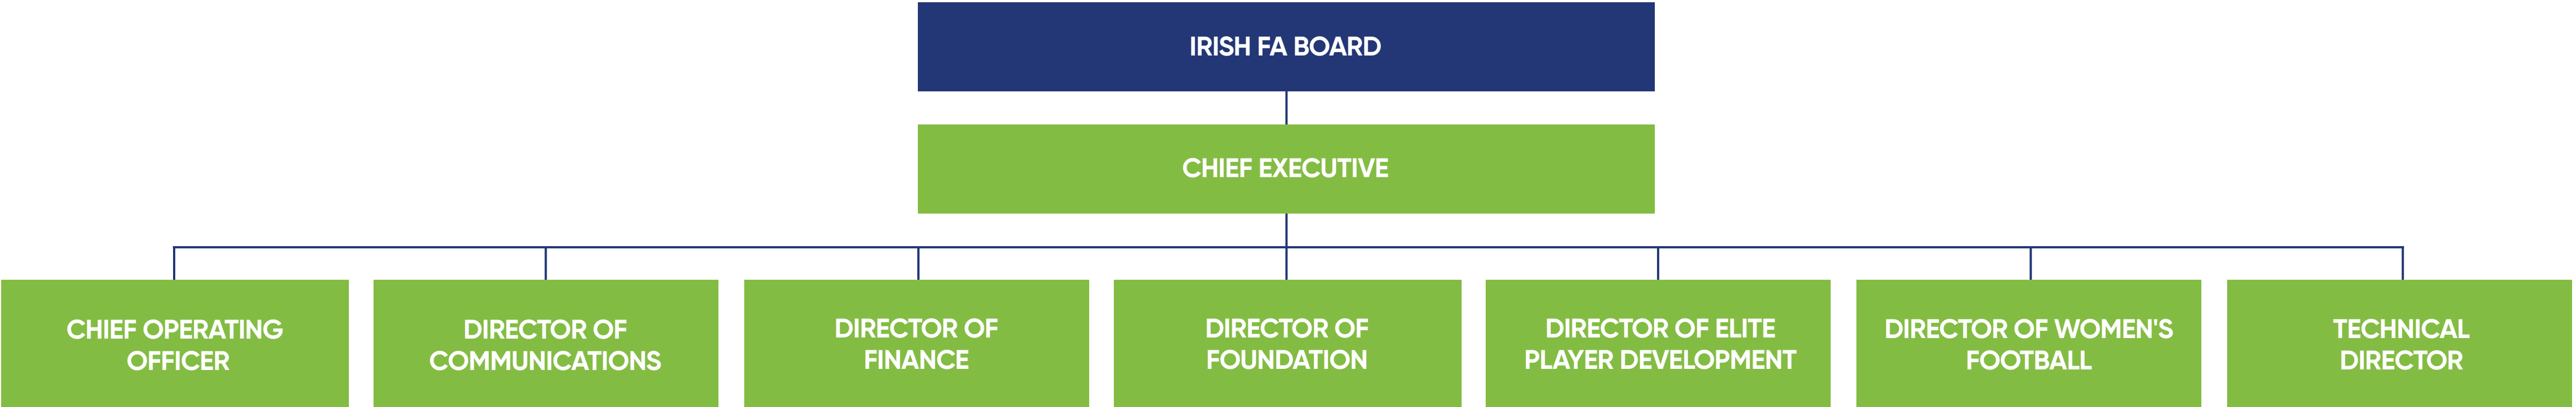 IRISH FA BOARD
CHIEF EXECUTIVE
CHIEF OPERATING
OFFICER
DIRECTOR OF
COMMUNICATIONS
DIRECTOR OF
FINANCE
DIRECTOR OF
FOUNDATION
DIRECTOR OF ELITE
PLAYER DEVELOPMENT
DIRECTOR OF WOMEN'S
FOOTBALL
TECHNICAL
DIRECTOR